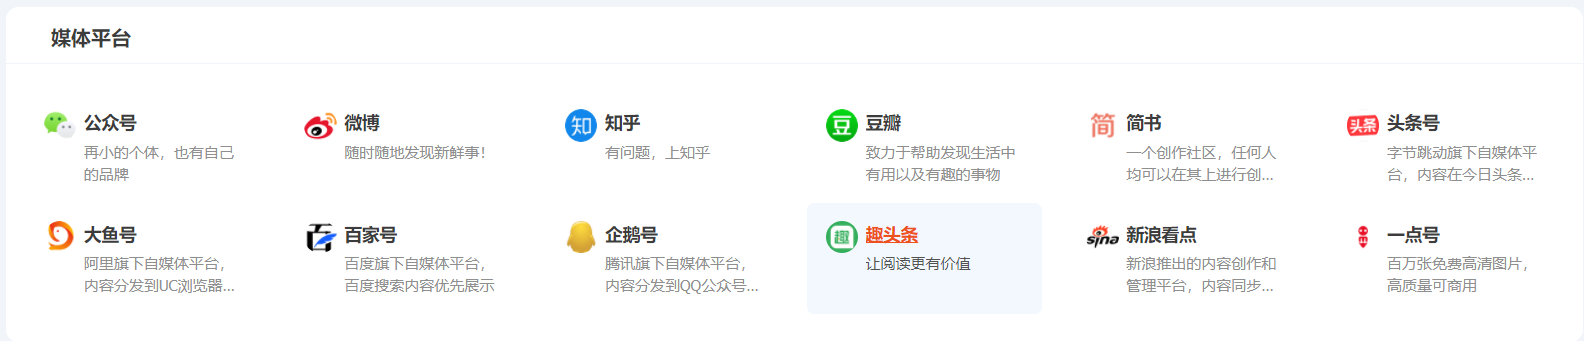 媒体平台
公众号
再小的个体，也有自己
的品牌
微博
随时随地发现新鲜事！
知
知乎
有问题，上知乎
豆
豆瓣
致力于帮助发现生活中
有用以及有趣的事物
简
简书
一个创作社区，任何人
均可以在其上进行创...
头条
头条号
字节跳动旗下自媒体平
台，内容在今日头条...
大鱼号
阿里旗下自媒体平台，
内容分发到UC浏览器...
百
百家号
百度旗下自媒体平台，
百度搜索内容优先展示
企鹅号
腾讯旗下自媒体平台，
内容分发到QQ公众号...
趣
趣头条
让阅读更有价值
sina
新浪看点
新浪推出的内容创作和
管理平台，内容同步...
一点号
百万张免费高清图片，
高质量可商用